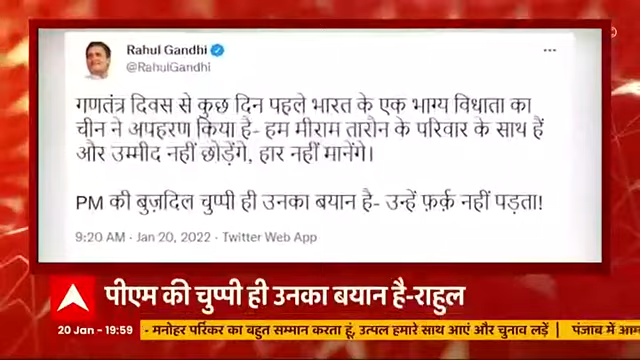 Rahul Gandhi
@RahulGandhi
गणतंत्र दिवस से कुछ दिन पहले भारत के एक भाग्य विधाता का
चीन ने अपहरण किया है- हम मीराम तारौन के परिवार के साथ हैं
और उम्मीद नहीं छोड़ेंगे, हार नहीं मानेंगे।
PM की बुज़दिल चुप्पी ही उनका बयान है- उन्हें फ़र्क़ नहीं पड़ता!
9:20 AM · Jan 20, 2022 · Twitter Web App
पीएम की चुप्पी ही उनका बयान है-राहुल
20 Jan - 19:59
- मनोहर पर्रिकर का बहुत सम्मान करता हूं, उत्पल हमारे साथ आएं और चुनाव लड़ें
पंजाब में आम